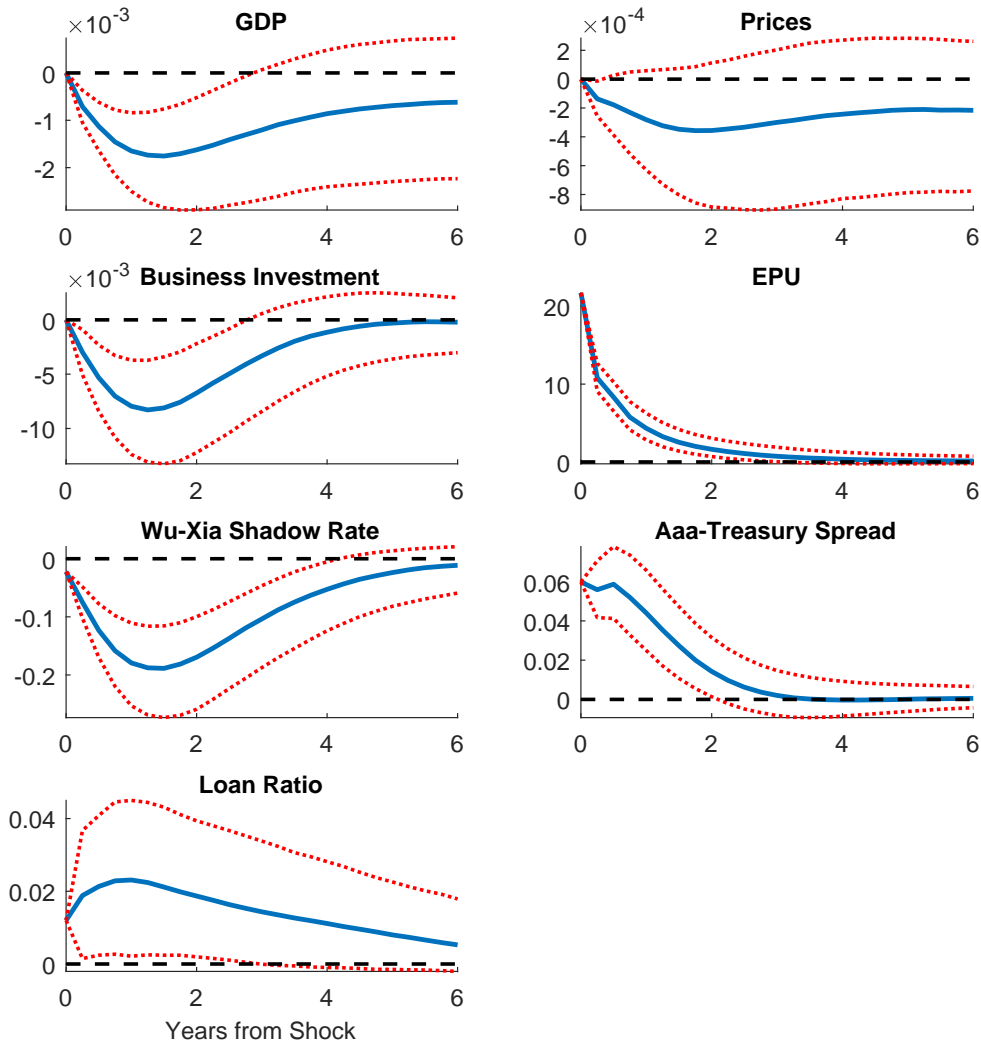 ×10⁻³
GDP
0
-1
-2
0 2 4 6
×10⁻⁴
Prices
2
0
-2
-4
-6
-8
0 2 4 6
×10⁻³
Business Investment
0
-5
-10
0 2 4 6
EPU
20
10
0
0 2 4 6
Wu-Xia Shadow Rate
0
-0.1
-0.2
0 2 4 6
Aaa-Treasury Spread
0.06
0.04
0.02
0
0 2 4 6
Loan Ratio
0.04
0.02
0
0 2 4 6
Years from Shock